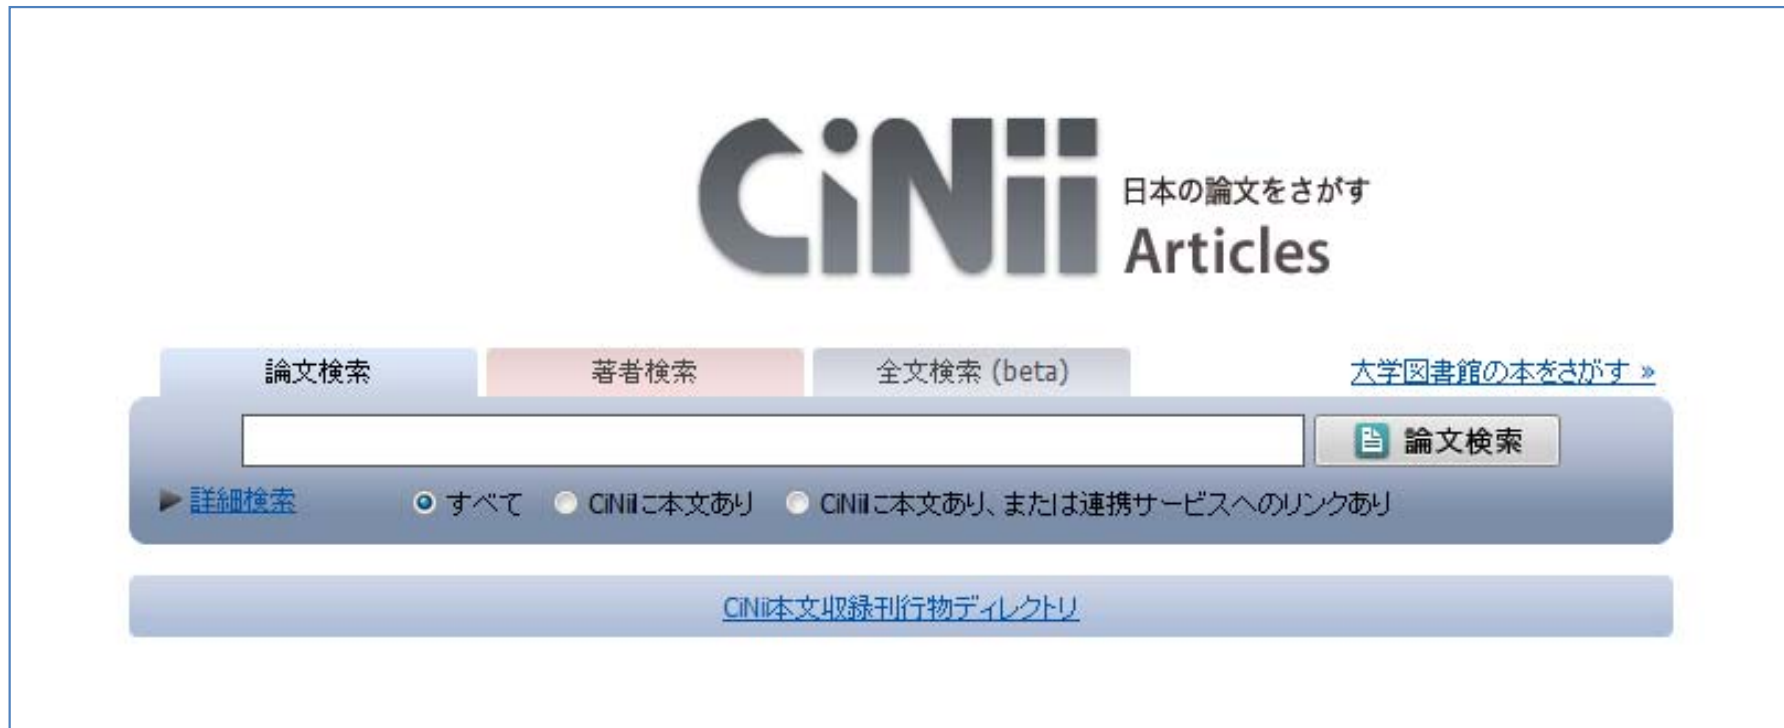 CiNii
日本の論文をさがす
Articles
論文検索 著者検索 全文検索 (beta) 大学図書館の本をさがす »
論文検索
詳細検索 すべて CiNiiに本文あり CiNiiに本文あり、または連携サービスへのリンクあり
CiNii本文収録刊行物ディレクトリ